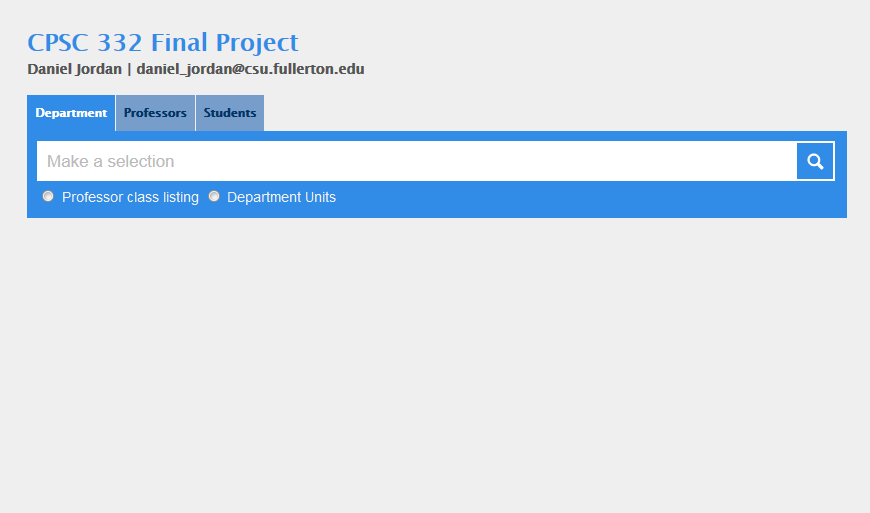 CPSC 332 Final Project
Daniel Jordan | daniel_jordan@csu.fullerton.edu
Department Professors Students
Make a selection
Professor class listing Department Units